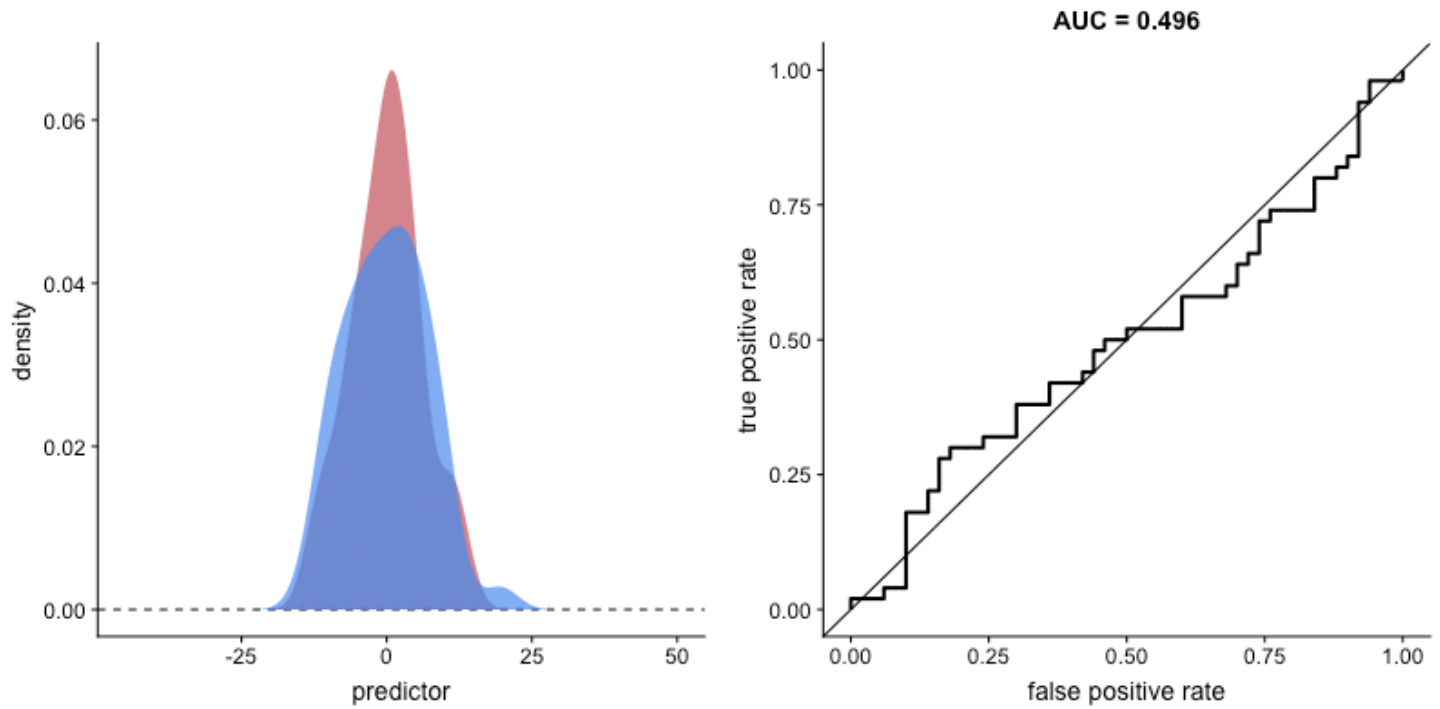 AUC = 0.496
density
0.06
0.04
0.02
0.00
-25 0 25 50
predictor
true positive rate
1.00
0.75
0.50
0.25
0.00
0.00 0.25 0.50 0.75 1.00
false positive rate